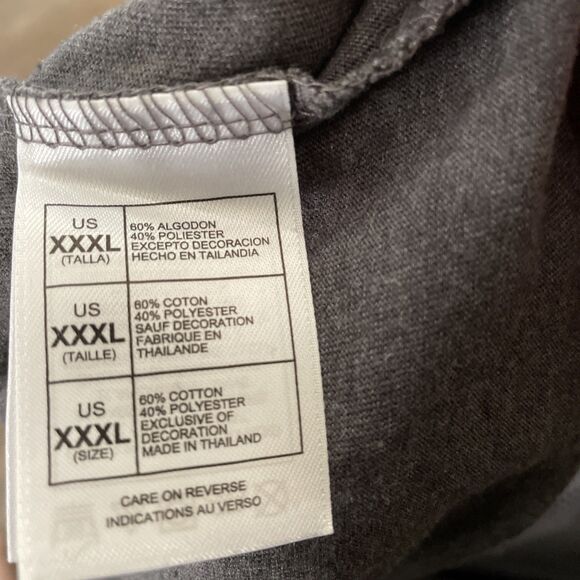 US
XXXL
(TALLA)
60% ALGODON
40% POLIESTER
EXCEPTO DECORACION
HECHO EN TAILANDIA
US
XXXL
(TAILLE)
60% COTON
40% POLYESTER
SAUF DECORATION
FABRIQUE EN
THAILANDE
US
XXXL
(SIZE)
60% COTTON
40% POLYESTER
EXCLUSIVE OF
DECORATION
MADE IN THAILAND
CARE ON REVERSE
INDICATIONS AU VERSO